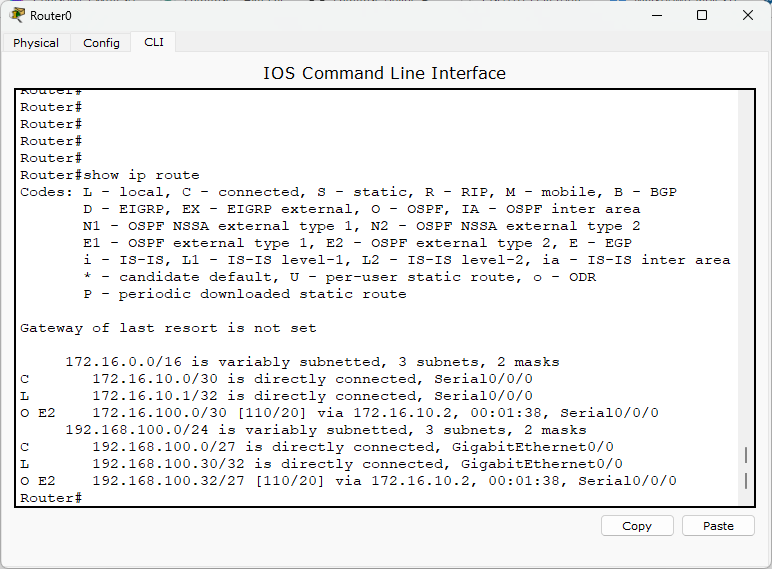 Router0
Physical Config CLI
IOS Command Line Interface
Router#
Router#
Router#
Router#
Router#
Router#show ip route
Codes: L - local, C - connected, S - static, R - RIP, M - mobile, B - BGP
       D - EIGRP, EX - EIGRP external, O - OSPF, IA - OSPF inter area
       N1 - OSPF NSSA external type 1, N2 - OSPF NSSA external type 2
       E1 - OSPF external type 1, E2 - OSPF external type 2, E - EGP
       i - IS-IS, L1 - IS-IS level-1, L2 - IS-IS level-2, ia - IS-IS inter area
       * - candidate default, U - per-user static route, o - ODR
       P - periodic downloaded static route
Gateway of last resort is not set
     172.16.0.0/16 is variably subnetted, 3 subnets, 2 masks
C       172.16.10.0/30 is directly connected, Serial0/0/0
L       172.16.10.1/32 is directly connected, Serial0/0/0
O E2    172.16.100.0/30 [110/20] via 172.16.10.2, 00:01:38, Serial0/0/0
     192.168.100.0/24 is variably subnetted, 3 subnets, 2 masks
C       192.168.100.0/27 is directly connected, GigabitEthernet0/0
L       192.168.100.30/32 is directly connected, GigabitEthernet0/0
O E2    192.168.100.32/27 [110/20] via 172.16.10.2, 00:01:38, Serial0/0/0
Router#
Copy Paste